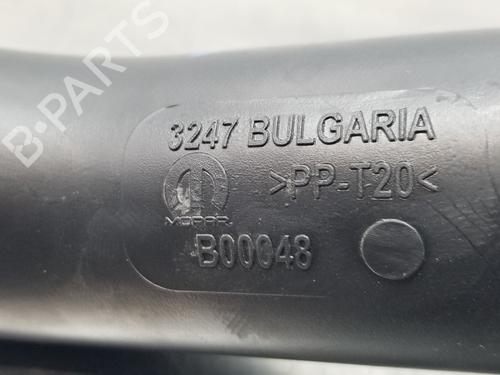 B-PARTS
3247 BULGARIA
>PP-T20<
MOPAR
B00048